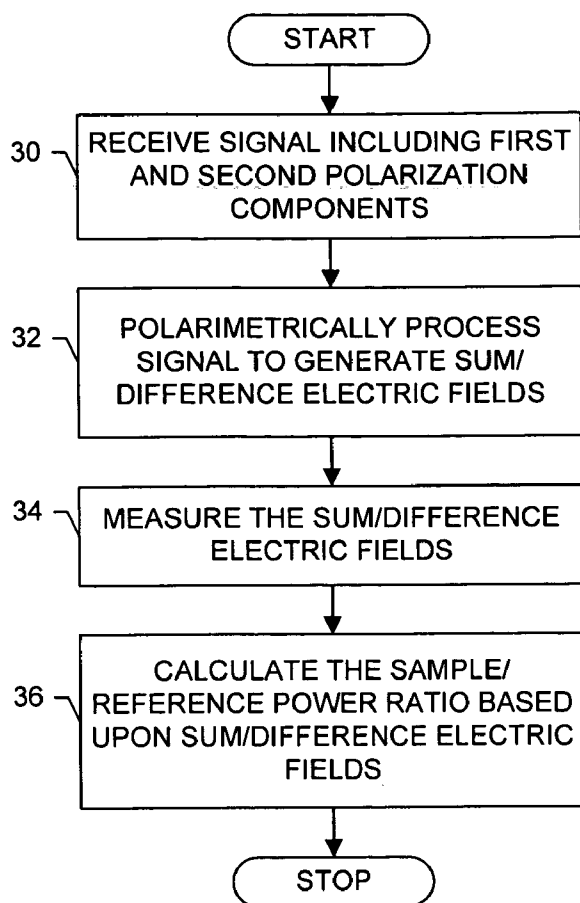 START
30
RECEIVE SIGNAL INCLUDING FIRST
AND SECOND POLARIZATION
COMPONENTS
32
POLARIMETRICALLY PROCESS
SIGNAL TO GENERATE SUM/
DIFFERENCE ELECTRIC FIELDS
34
MEASURE THE SUM/DIFFERENCE
ELECTRIC FIELDS
36
CALCULATE THE SAMPLE/
REFERENCE POWER RATIO BASED
UPON SUM/DIFFERENCE ELECTRIC
FIELDS
STOP